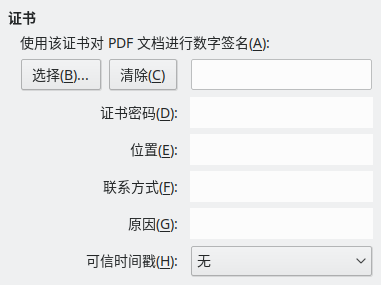 证书
使用该证书对 PDF 文档进行数字签名(A):
选择(B)... 清除(C)
证书密码(D):
位置(E):
联系方式(F):
原因(G):
可信时间戳(H): 无